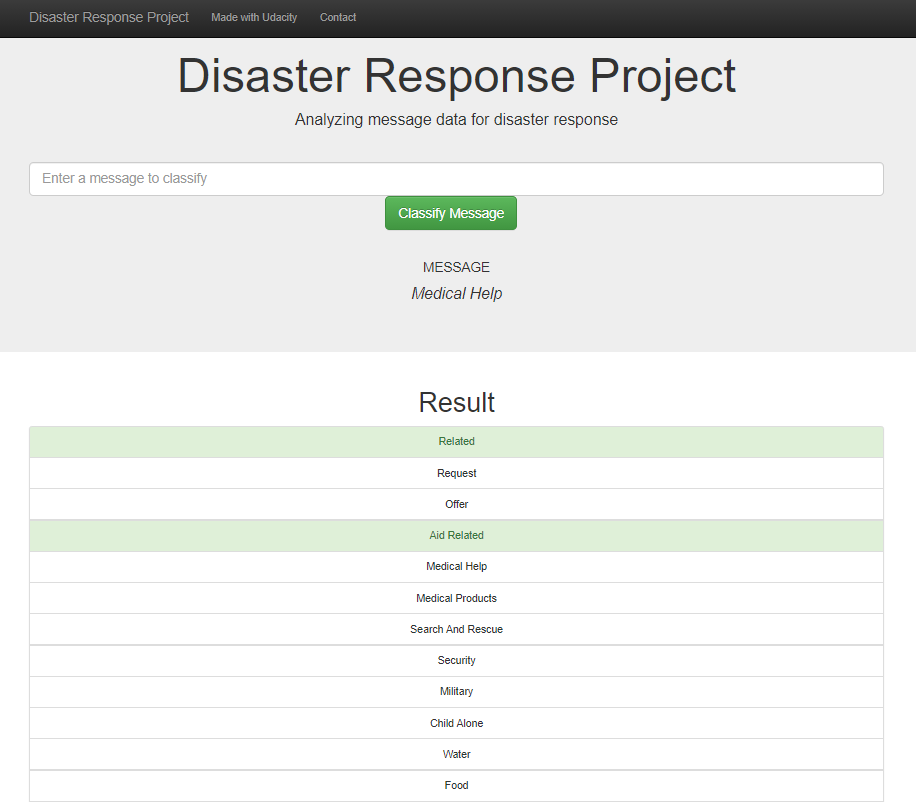 Disaster Response Project Made with Udacity Contact
Disaster Response Project
Analyzing message data for disaster response
Enter a message to classify
Classify Message
MESSAGE
Medical Help
Result
Related
Request
Offer
Aid Related
Medical Help
Medical Products
Search And Rescue
Security
Military
Child Alone
Water
Food